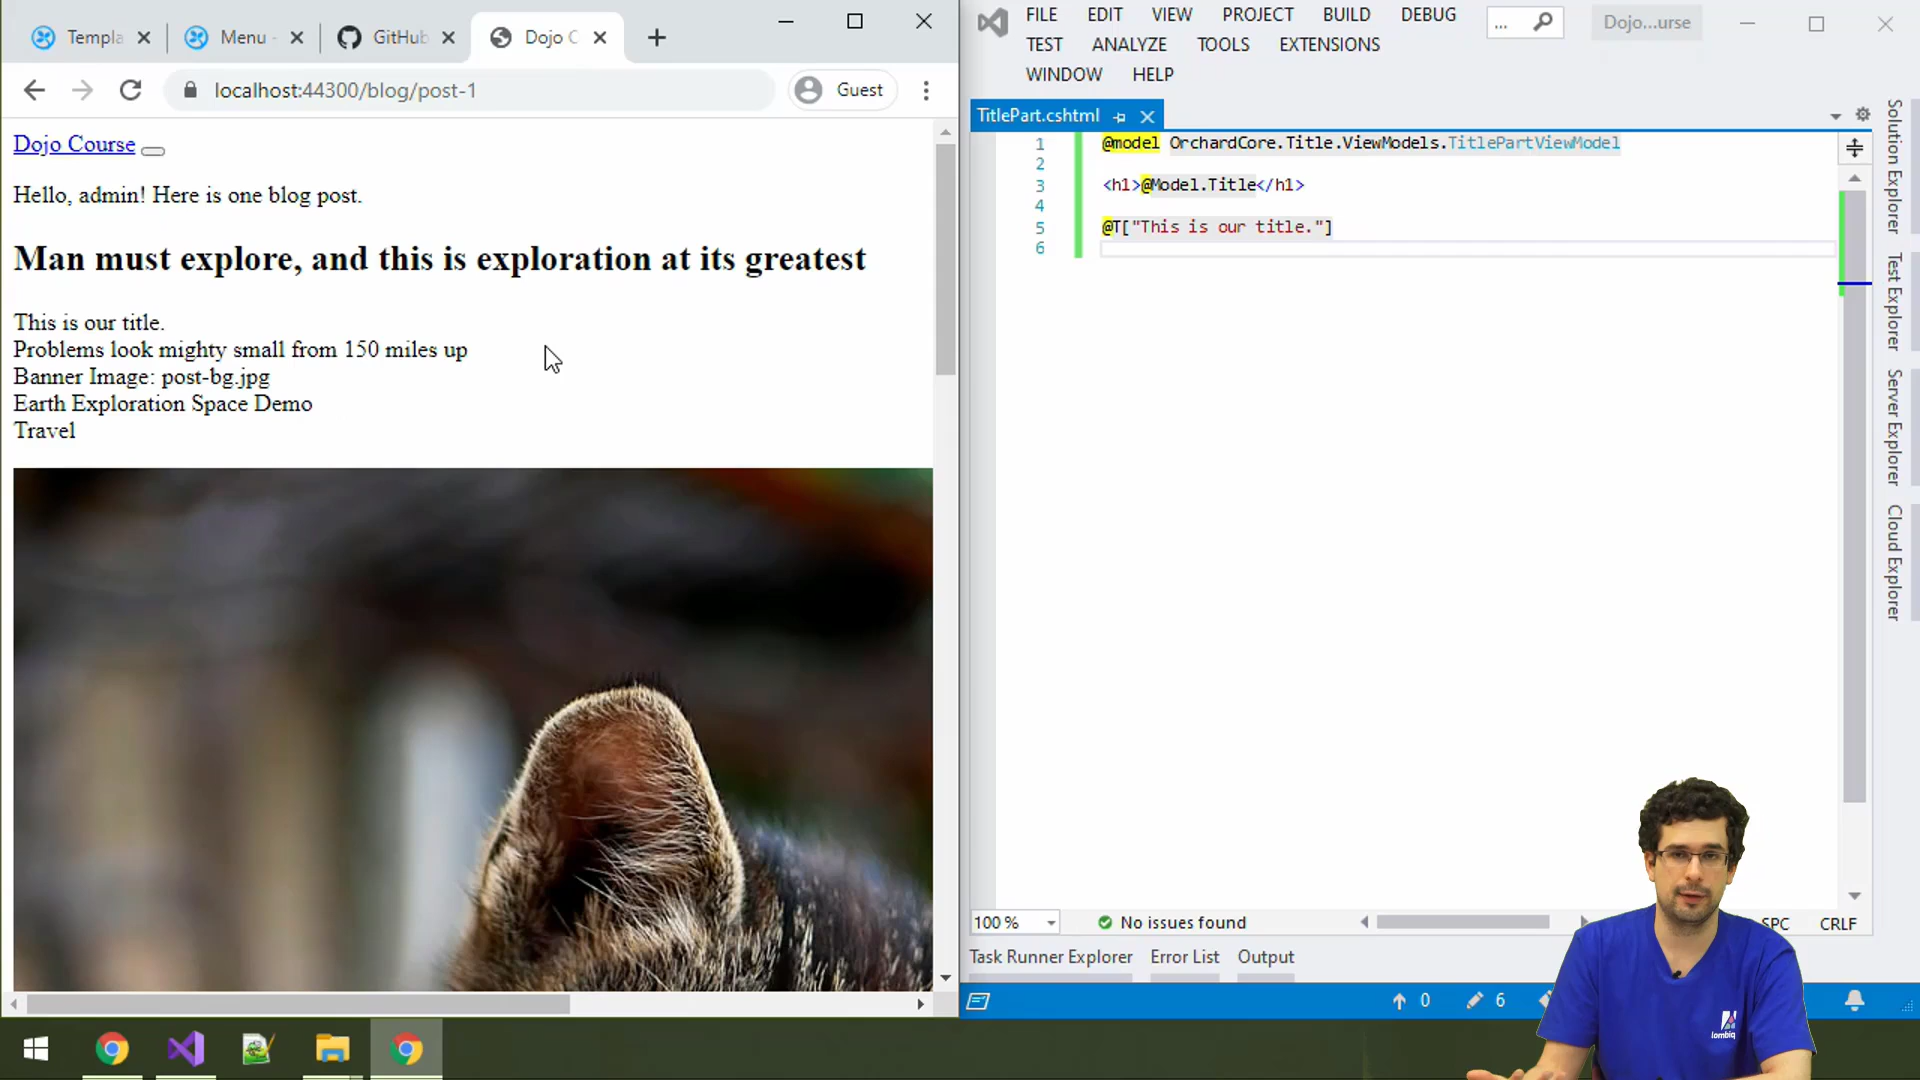 Templa
Menu -
GitHub
Dojo C
localhost:44300/blog/post-1
Guest
Dojo Course
Hello, admin! Here is one blog post.
Man must explore, and this is exploration at its greatest
This is our title.
Problems look mighty small from 150 miles up
Banner Image: post-bg.jpg
Earth Exploration Space Demo
Travel
FILE EDIT VIEW PROJECT BUILD DEBUG
...
Dojo...urse
TEST ANALYZE TOOLS EXTENSIONS
WINDOW HELP
TitlePart.cshtml
1 @model OrchardCore.Title.ViewModels.TitlePartViewModel
2
3 <h1>@Model.Title</h1>
4
5 @T["This is our title."]
6
Solution Explorer
Test Explorer
Server Explorer
Cloud Explorer
100 %
No issues found
SPC
CRLF
Task Runner Explorer Error List Output
0
6
lombiq